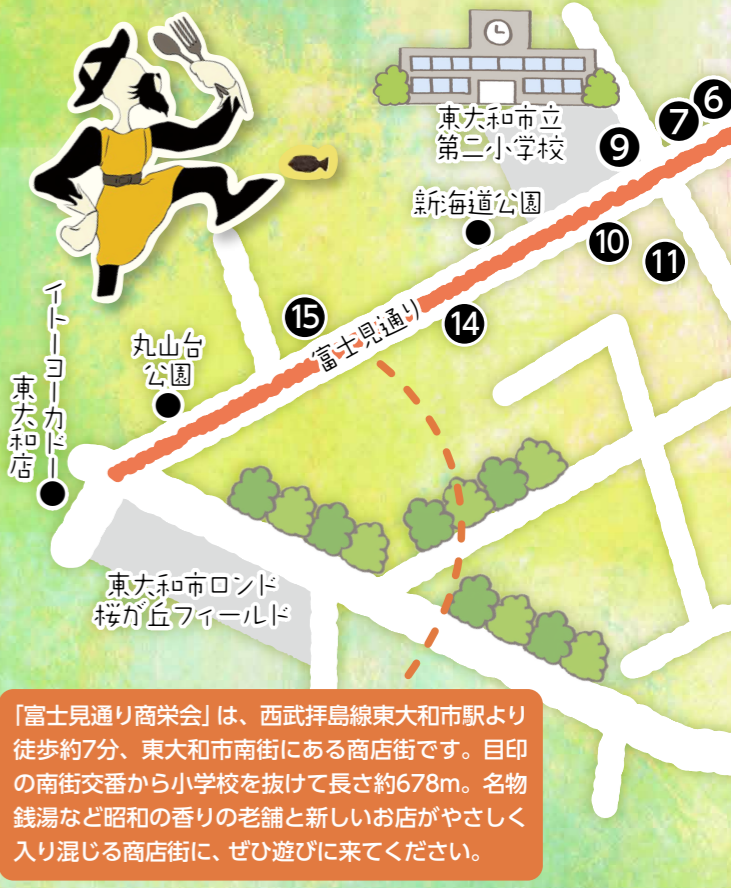 東大和市立
第二小学校
6
7
9
新海道公園
10
11
15
富士見通り
14
丸山台
公園
イトーヨーカドー
東大和店
東大和市ロンド
桜が丘フィールド
「富士見通り商栄会」は、西武拝島線東大和市駅より
徒歩約7分、東大和市南街にある商店街です。目印
の南街交番から小学校を抜けて長さ約678m。名物
銭湯など昭和の香りの老舗と新しいお店がやさしく
入り混じる商店街に、ぜひ遊びに来てください。